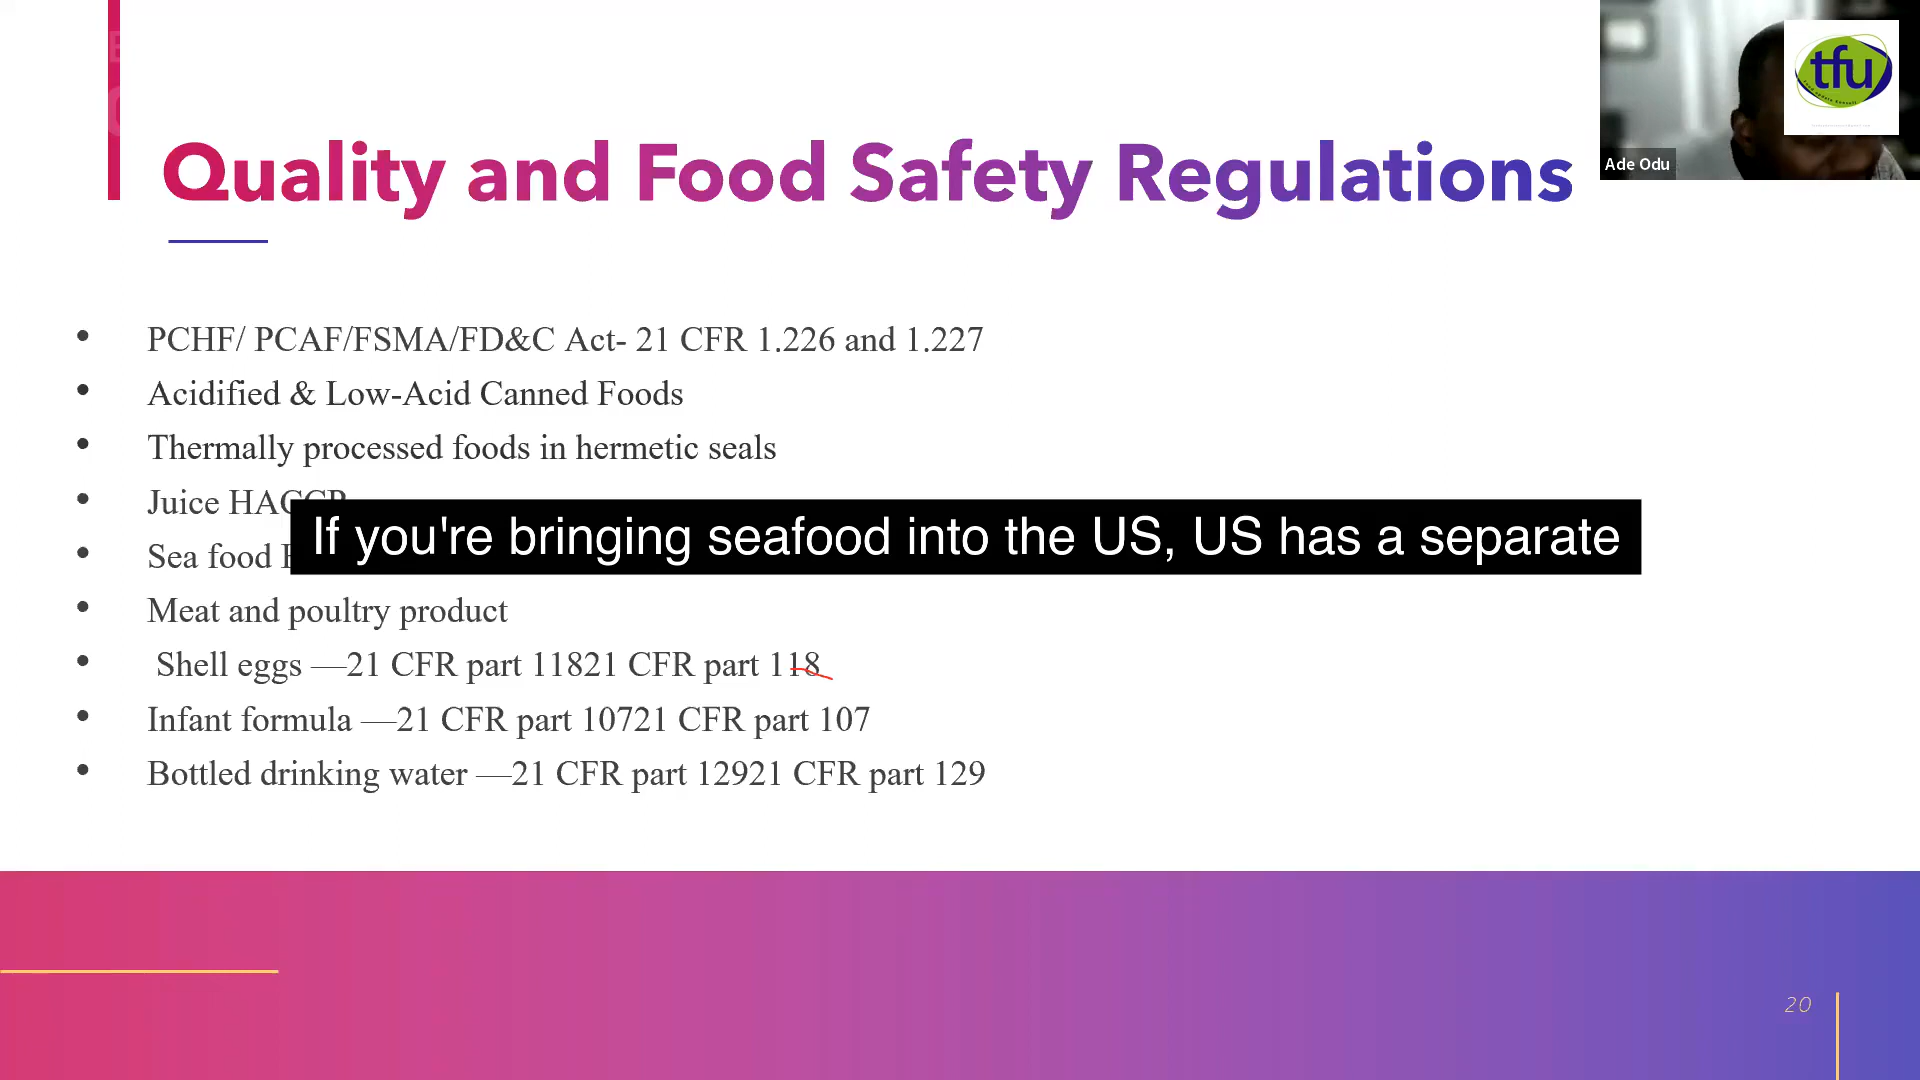 tfu
Ade Odu
Quality and Food Safety Regulations
• PCHF/ PCAF/FSMA/FD&C Act- 21 CFR 1.226 and 1.227
• Acidified & Low-Acid Canned Foods
• Thermally processed foods in hermetic seals
• Juice HACCP
If you're bringing seafood into the US, US has a separate
• Sea food
• Meat and poultry product
• Shell eggs —21 CFR part 11821 CFR part 118
• Infant formula —21 CFR part 10721 CFR part 107
• Bottled drinking water —21 CFR part 12921 CFR part 129
20